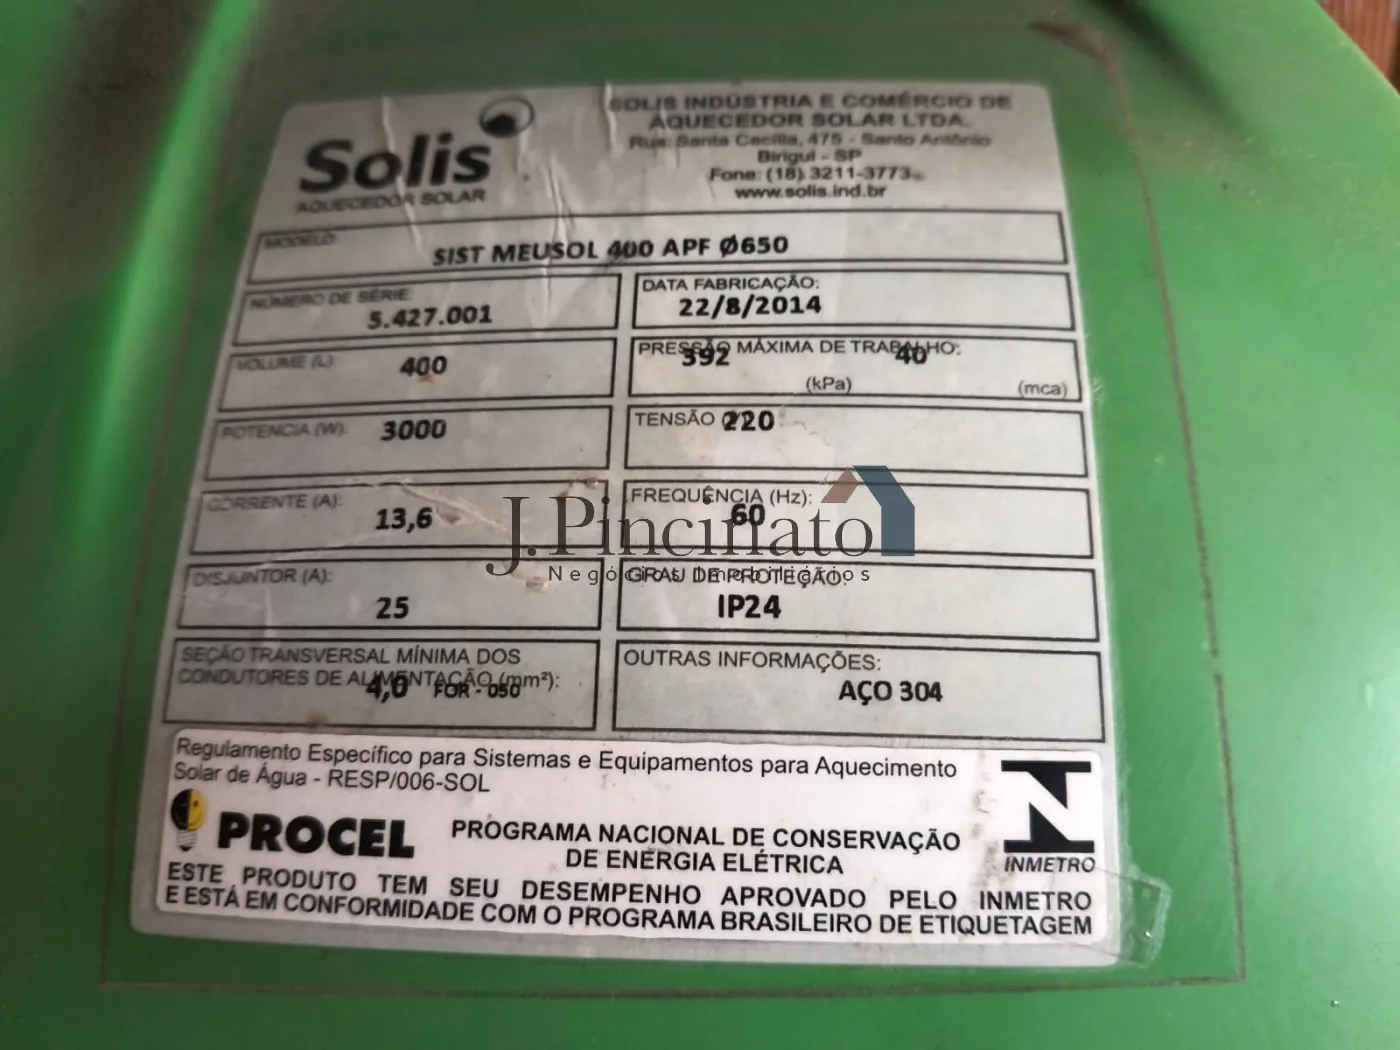 Solis
AQUECEDOR SOLAR
SOLIS INDÚSTRIA E COMÉRCIO DE
AQUECEDOR SOLAR LTDA.
Rua: Santa Cecília, 475 - Santo Antônio
Birigui - SP
Fone: (18) 3211-3773
www.solis.ind.br
MODELO:
SIST MEUSOL 400 APF Ø650
NÚMERO DE SÉRIE:
5.427.001
DATA FABRICAÇÃO:
22/8/2014
VOLUME (L):
400
PRESSÃO MÁXIMA DE TRABALHO:
392 40
(kPa) (mca)
POTENCIA (W):
3000
TENSÃO
220
CORRENTE (A):
13,6
FREQUÊNCIA (Hz):
60
J.Pincinato
Negócios Imobiliários
DISJUNTOR (A):
25
GRAU DE PROTEÇÃO:
IP24
SEÇÃO TRANSVERSAL MÍNIMA DOS
CONDUTORES DE ALIMENTAÇÃO (mm²):
4,0 FOR - 050
OUTRAS INFORMAÇÕES:
AÇO 304
Regulamento Específico para Sistemas e Equipamentos para Aquecimento
Solar de Água - RESP/006-SOL
PROCEL
PROGRAMA NACIONAL DE CONSERVAÇÃO
DE ENERGIA ELÉTRICA
INMETRO
ESTE PRODUTO TEM SEU DESEMPENHO APROVADO PELO INMETRO
E ESTÁ EM CONFORMIDADE COM O PROGRAMA BRASILEIRO DE ETIQUETAGEM